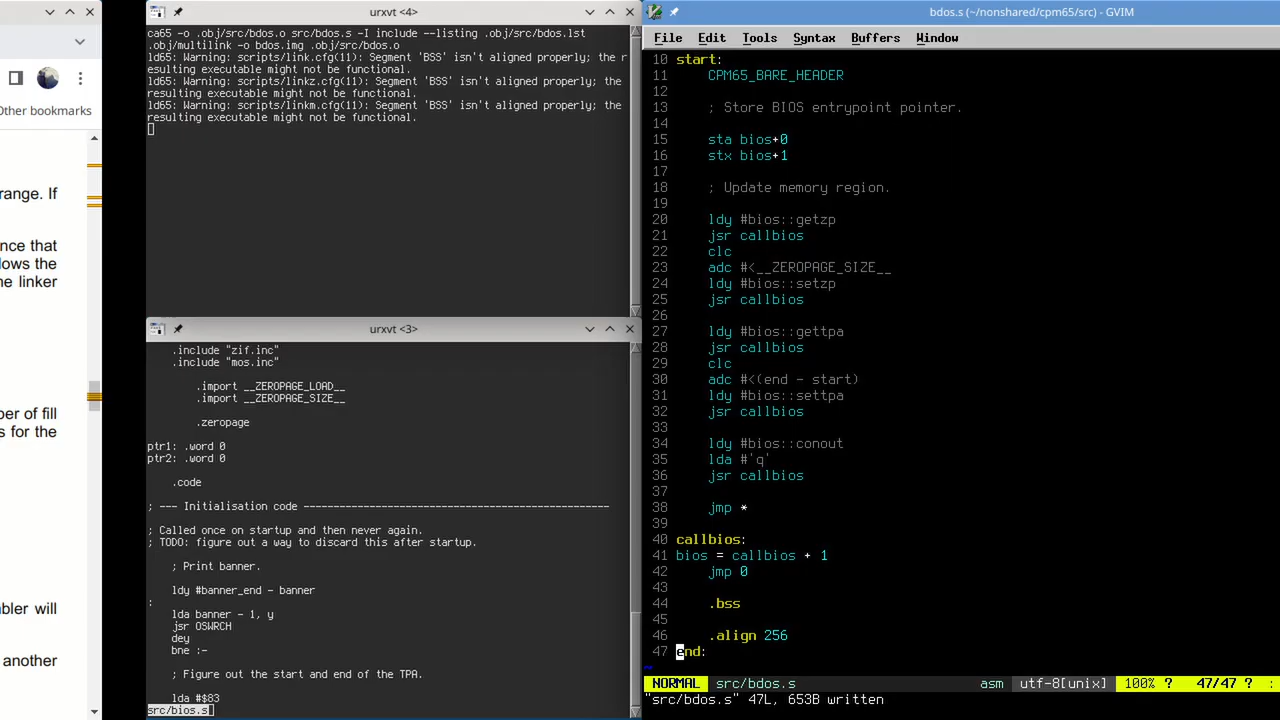 Other bookmarks
range. If
nce that
lows the
ne linker
ber of fill
s for the
bler will
another
urxvt <4>
ca65 -o .obj/src/bdos.o src/bdos.s -I include --listing .obj/src/bdos.lst
.obj/multilink -o bdos.img .obj/src/bdos.o
ld65: Warning: scripts/link.cfg(11): Segment 'BSS' isn't aligned properly; the r
esulting executable might not be functional.
ld65: Warning: scripts/linkz.cfg(11): Segment 'BSS' isn't aligned properly; the
resulting executable might not be functional.
ld65: Warning: scripts/linkm.cfg(11): Segment 'BSS' isn't aligned properly; the
resulting executable might not be functional.
urxvt <3>
.include "zif.inc"
.include "mos.inc"
.import __ZEROPAGE_LOAD__
.import __ZEROPAGE_SIZE__
.zeropage
ptr1: .word 0
ptr2: .word 0
.code
; --- Initialisation code --------------------------------------------------
; Called once on startup and then never again.
; TODO: figure out a way to discard this after startup.
; Print banner.
ldy #banner_end - banner
:
lda banner - 1, y
jsr OSWRCH
dey
bne :-
; Figure out the start and end of the TPA.
lda #$83
src/bios.s
bdos.s (~/nonshared/cpm65/src) - GVIM
File Edit Tools Syntax Buffers Window
10 start:
11 CPM65_BARE_HEADER
12
13 ; Store BIOS entrypoint pointer.
14
15 sta bios+0
16 stx bios+1
17
18 ; Update memory region.
19
20 ldy #bios::getzp
21 jsr callbios
22 clc
23 adc #<__ZEROPAGE_SIZE__
24 ldy #bios::setzp
25 jsr callbios
26
27 ldy #bios::gettpa
28 jsr callbios
29 clc
30 adc #<(end - start)
31 ldy #bios::settpa
32 jsr callbios
33
34 ldy #bios::conout
35 lda #'q'
36 jsr callbios
37
38 jmp *
39
40 callbios:
41 bios = callbios + 1
42 jmp 0
43
44 .bss
45
46 .align 256
47 end:
~
NORMAL src/bdos.s asm utf-8[unix] 100% ? 47/47 ? :
"src/bdos.s" 47L, 653B written